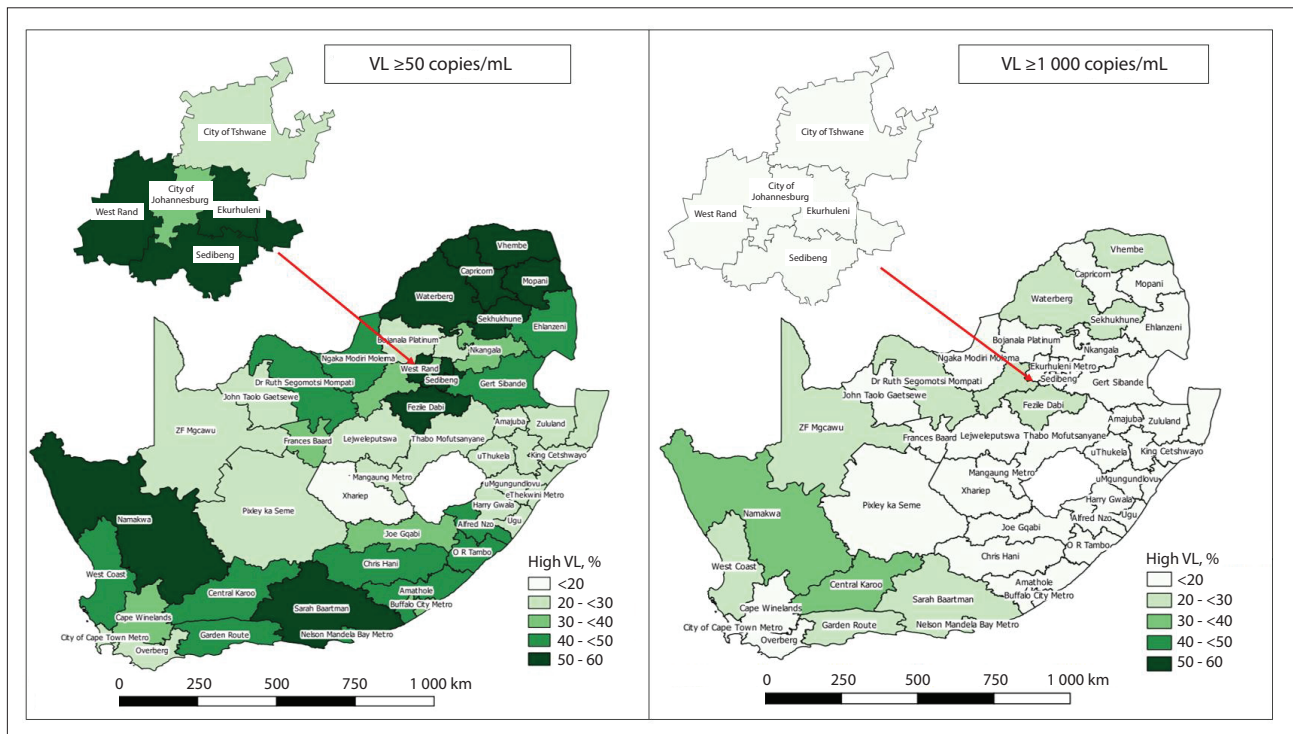 VL ≥50 copies/mL
City of Tshwane
City of
Johannesburg
West Rand
Ekurhuleni
Sedibeng
Vhembe
Capricorn
Mopani
Waterberg
Sekhukhune
Ehlanzeni
Bojanala Platinum
Nkangala
Ngaka Modiri Molema
West Rand
Sedibeng
Gert Sibande
Dr Ruth Segomotsi Mompati
John Taolo Gaetsewe
Fezile Dabi
Amajuba
Zululand
ZF Mgcawu
Frances Baard
Lejweleputswa
Thabo Mofutsanyane
uThukela
King Cetshwayo
Mangaung Metro
Xhariep
uMgungundlovu
eThekwini Metro
Harry Gwala
Ugu
Pixley ka Seme
Namakwa
Alfred Nzo
Joe Gqabi
O R Tambo
Chris Hani
West Coast
Central Karoo
Amathole
Buffalo City Metro
Sarah Baartman
Cape Winelands
City of Cape Town Metro
Garden Route
Nelson Mandela Bay Metro
Overberg
High VL, %
<20
20 - <30
30 - <40
40 - <50
50 - 60
0 250 500 750 1 000 km
VL ≥1 000 copies/mL
City of Tshwane
City of
Johannesburg
West Rand
Ekurhuleni
Sedibeng
Vhembe
Capricorn
Mopani
Waterberg
Sekhukhune
Ehlanzeni
Bojanala Platinum
Nkangala
Ngaka Modiri Molema
Ekurhuleni Metro
Sedibeng
Gert Sibande
Dr Ruth Segomotsi Mompati
John Taolo Gaetsewe
Fezile Dabi
Amajuba
Zululand
ZF Mgcawu
Frances Baard
Lejweleputswa
Thabo Mofutsanyane
uThukela
King Cetshwayo
Mangaung Metro
Xhariep
uMgungundlovu
Harry Gwala
Ugu
Pixley ka Seme
Namakwa
Alfred Nzo
Joe Gqabi
O R Tambo
Chris Hani
West Coast
Central Karoo
Amathole
Buffalo City Metro
Sarah Baartman
Cape Winelands
City of Cape Town Metro
Garden Route
Nelson Mandela Bay Metro
Overberg
High VL, %
<20
20 - <30
30 - <40
40 - <50
50 - 60
0 250 500 750 1 000 km